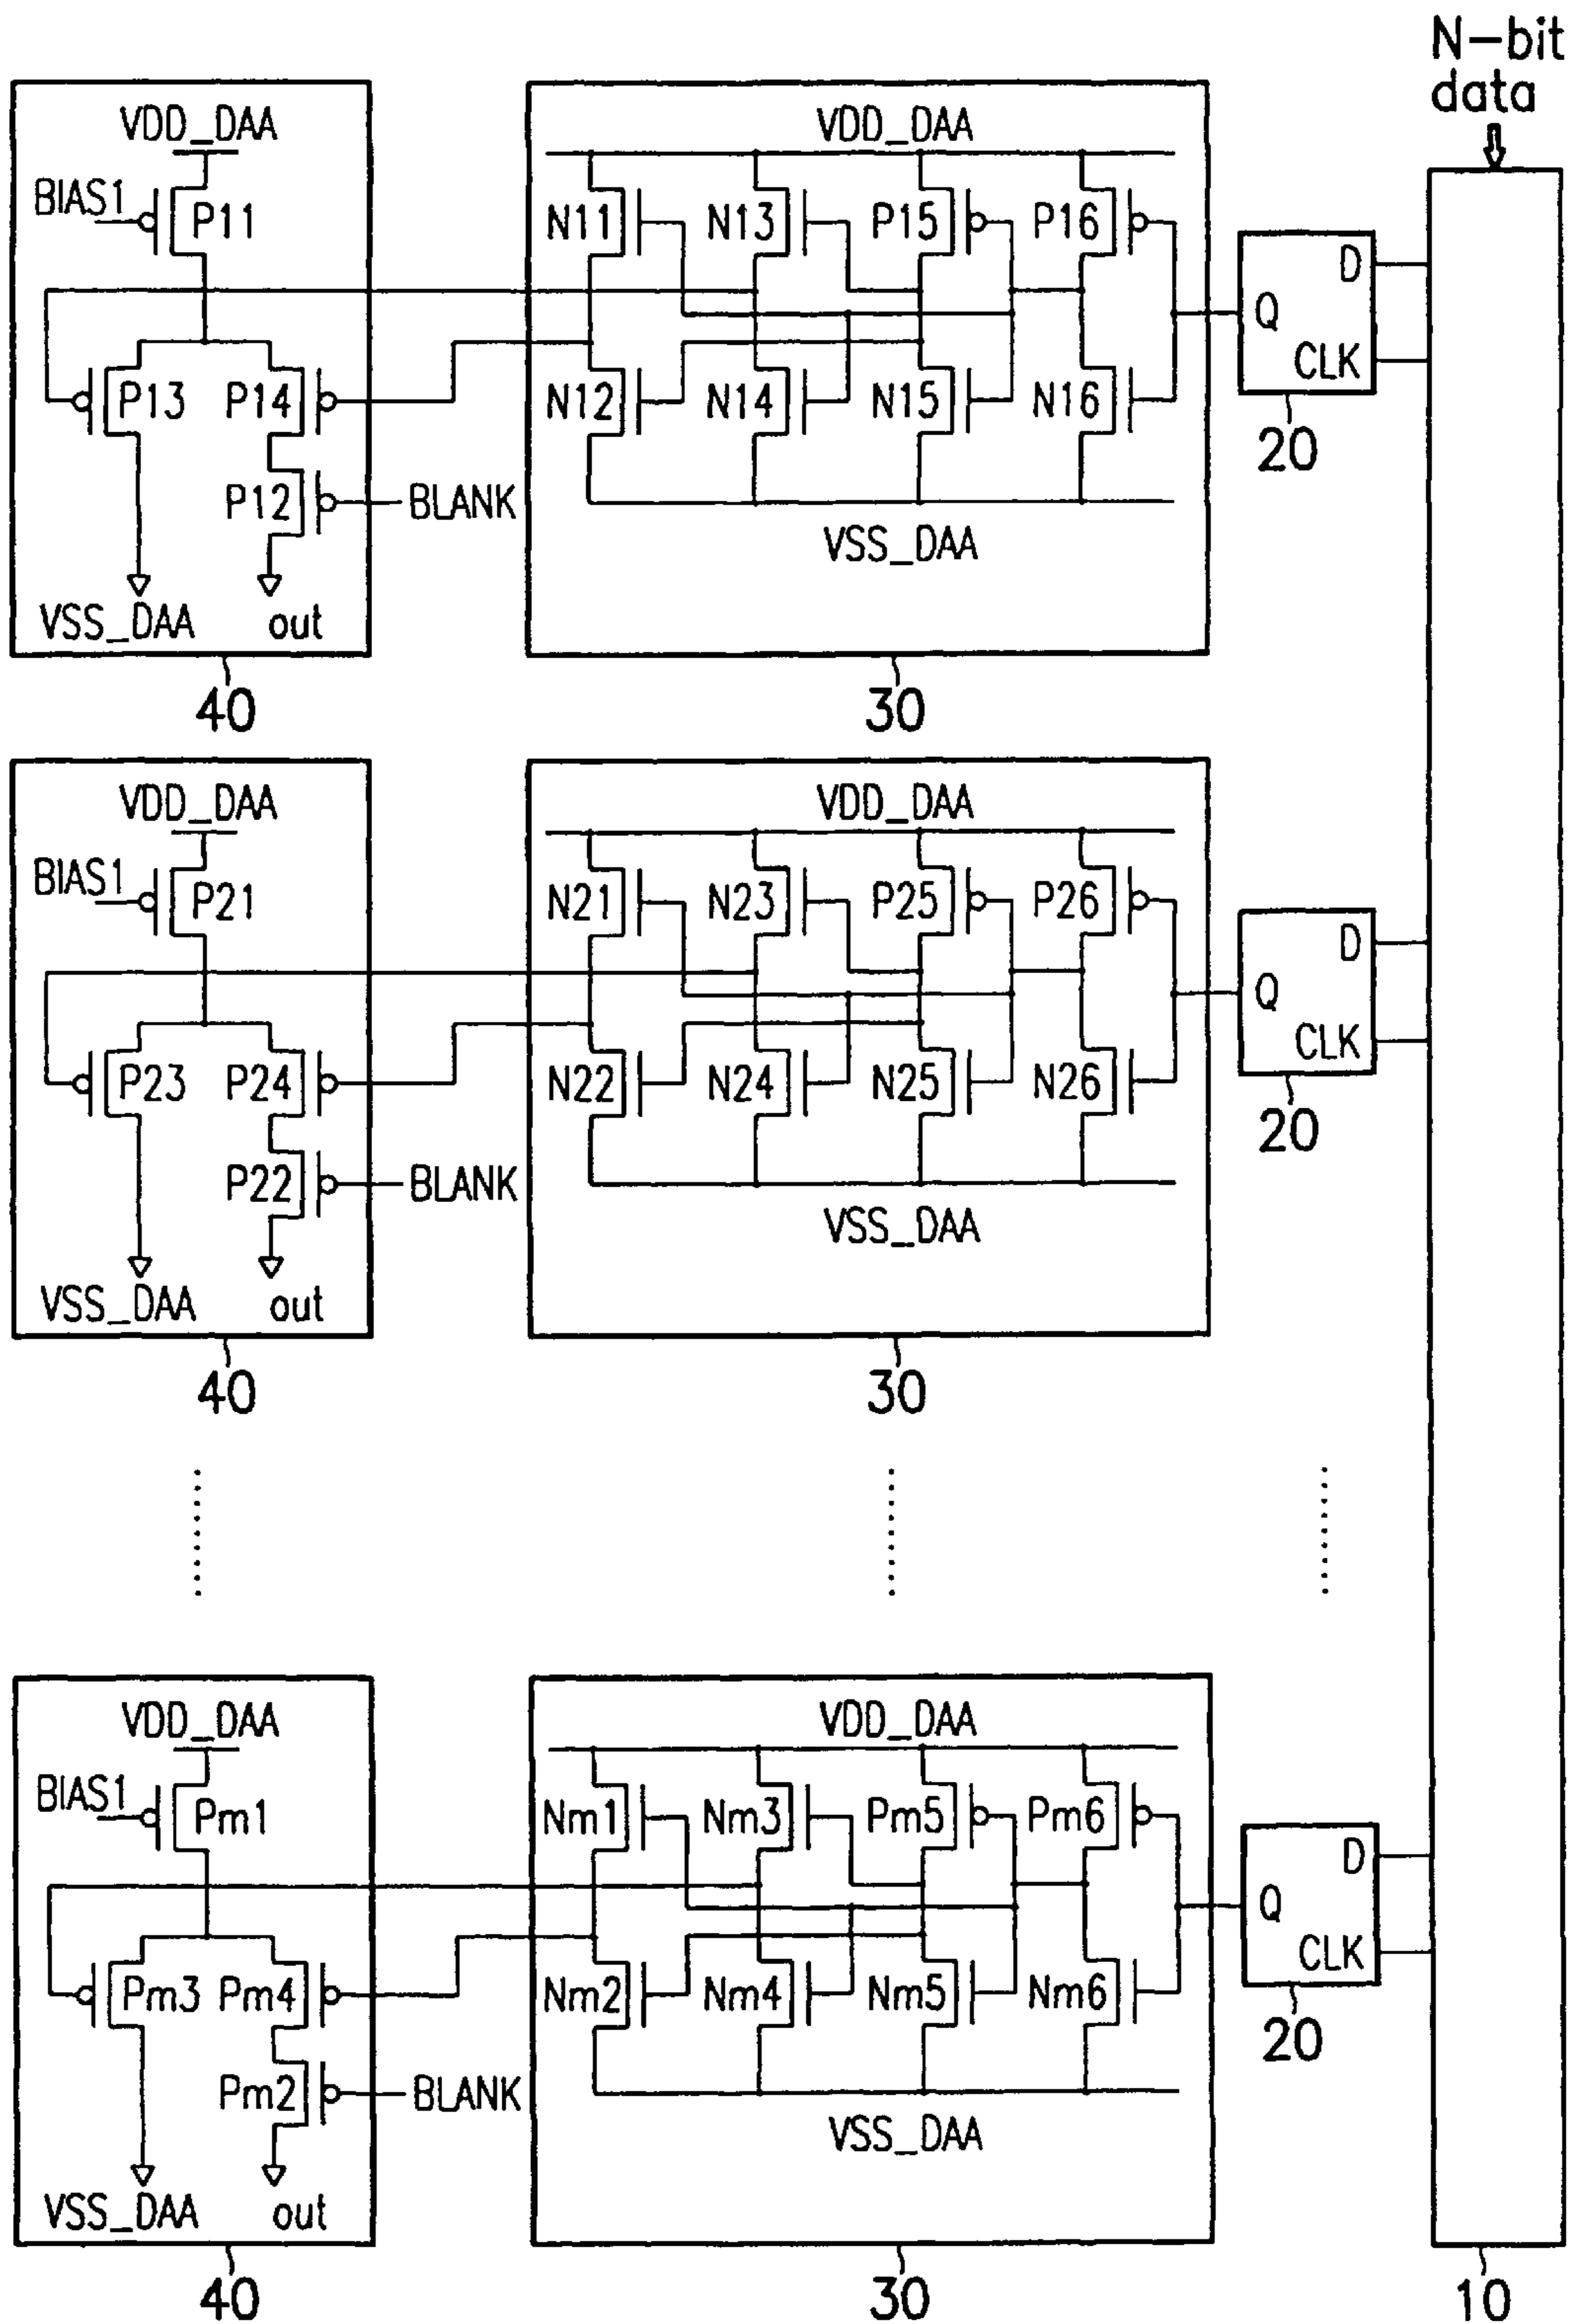 N-bit
data
VDD_DAA
BIAS1
P11
P13
P14
P12
BLANK
VSS_DAA
out
40
VDD_DAA
N11
N13
P15
P16
N12
N14
N15
N16
VSS_DAA
30
D
Q
CLK
20
VDD_DAA
BIAS1
P21
P23
P24
P22
BLANK
VSS_DAA
out
40
VDD_DAA
N21
N23
P25
P26
N22
N24
N25
N26
VSS_DAA
30
D
Q
CLK
20
VDD_DAA
BIAS1
Pm1
Pm3
Pm4
Pm2
BLANK
VSS_DAA
out
40
VDD_DAA
Nm1
Nm3
Pm5
Pm6
Nm2
Nm4
Nm5
Nm6
VSS_DAA
30
D
Q
CLK
20
10